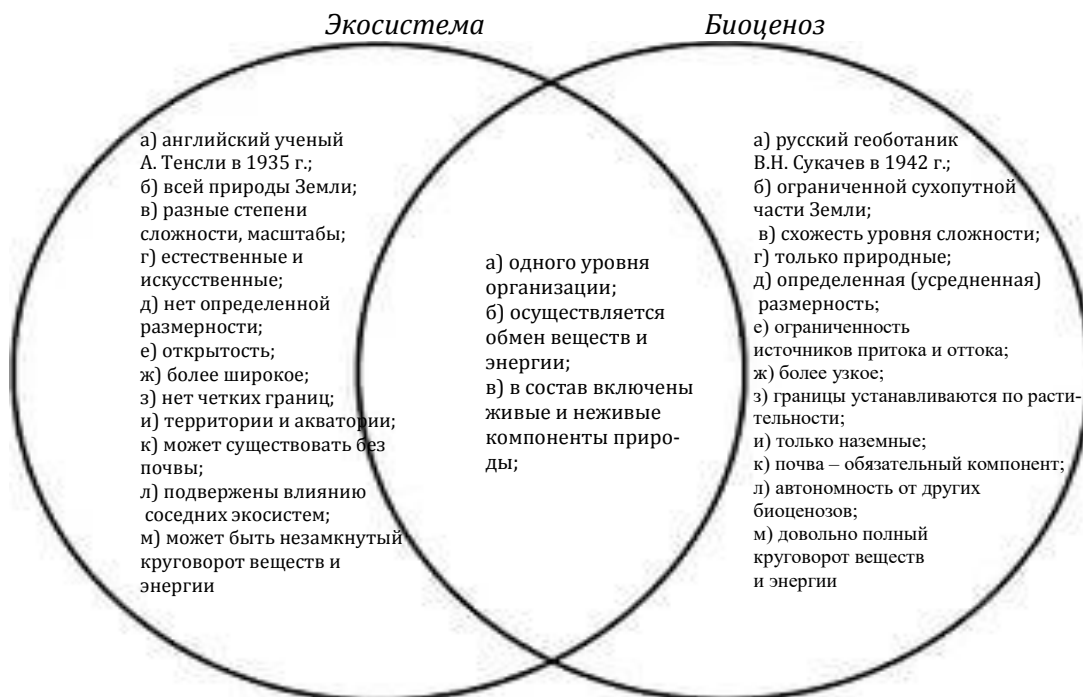 Экосистема
Биоценоз
а) английский ученый
А. Тенсли в 1935 г.;
б) всей природы Земли;
в) разные степени
сложности, масштабы;
г) естественные и
искусственные;
д) нет определенной
размерности;
е) открытость;
ж) более широкое;
з) нет четких границ;
и) территории и акватории;
к) может существовать без
почвы;
л) подвержены влиянию
соседних экосистем;
м) может быть незамкнутый
круговорот веществ и
энергии
а) одного уровня
организации;
б) осуществляется
обмен веществ и
энергии;
в) в состав включены
живые и неживые
компоненты приро-
ды;
а) русский геоботаник
В.Н. Сукачев в 1942 г.;
б) ограниченной сухопутной
части Земли;
в) схожесть уровня сложности;
г) только природные;
д) определенная (усредненная)
размерность;
е) ограниченность
источников притока и оттока;
ж) более узкое;
з) границы устанавливаются по расти-
тельности;
и) только наземные;
к) почва – обязательный компонент;
л) автономность от других
биоценозов;
м) довольно полный
круговорот веществ
и энергии